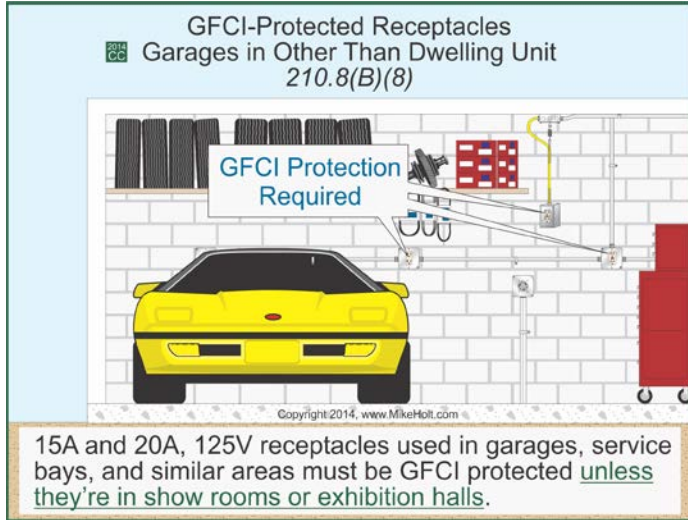 GFCI-Protected Receptacles
2014
CC
Garages in Other Than Dwelling Unit
210.8(B)(8)
GFCI Protection
Required
Copyright 2014, www.MikeHolt.com
15A and 20A, 125V receptacles used in garages, service
bays, and similar areas must be GFCI protected unless
they're in show rooms or exhibition halls.